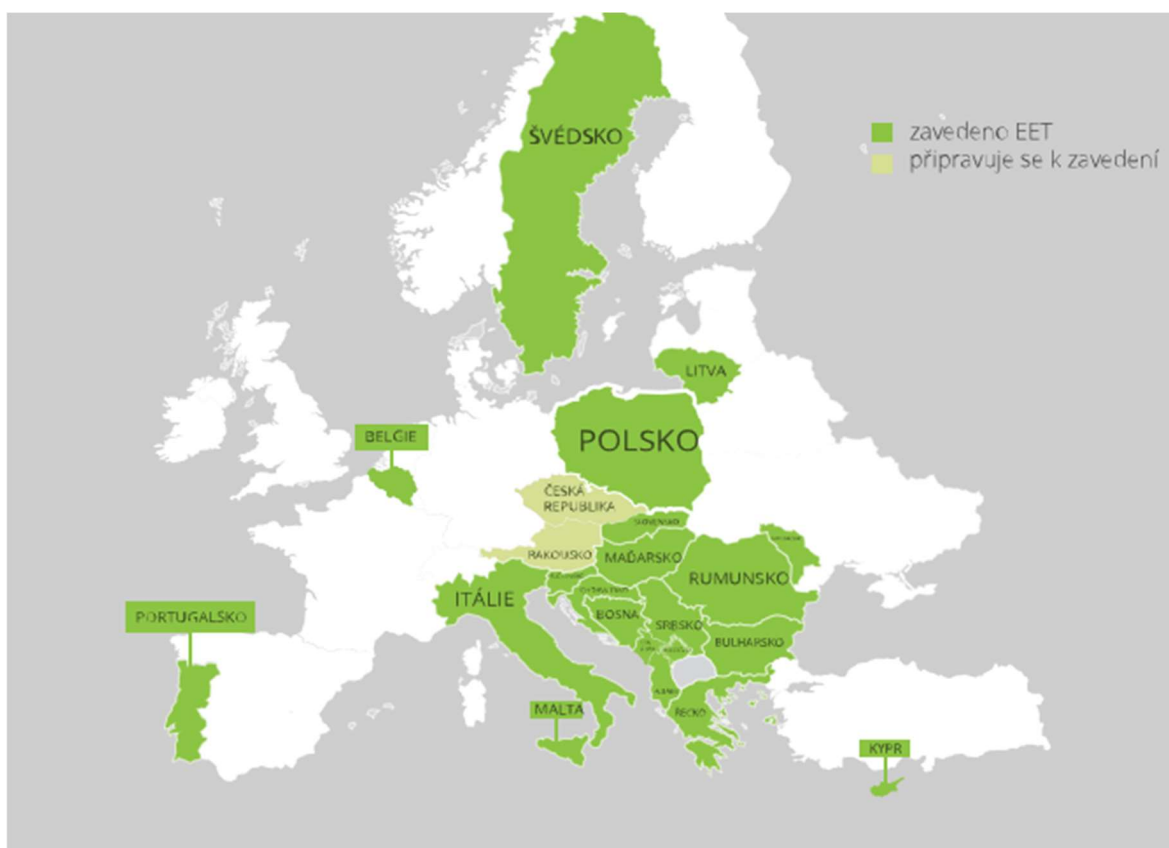 ŠVÉDSKO
zavedeno EET
připravuje se k zavedení
LITVA
BELGIE
POLSKO
ČESKÁ
REPUBLIKA
SLOVENSKO
RAKOUSKO
MAĎARSKO
RUMUNSKO
ITÁLIE
BOSNA
SRBSKO
PORTUGALSKO
BULHARSKO
MALTA
ŘECKO
KYPR